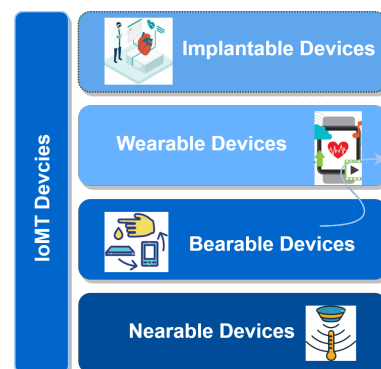 IoMT Devcies
Implantable Devices
Wearable Devices
Bearable Devices
Nearable Devices